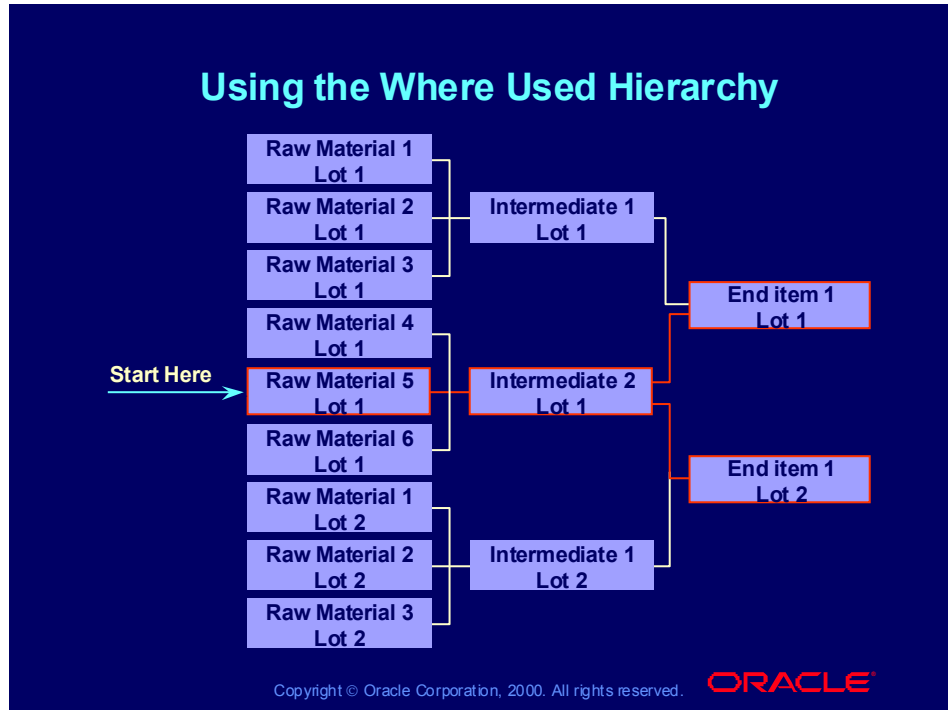 Using the Where Used Hierarchy
Raw Material 1
Lot 1
Raw Material 2
Lot 1
Raw Material 3
Lot 1
Raw Material 4
Lot 1
Start Here
Raw Material 5
Lot 1
Raw Material 6
Lot 1
Raw Material 1
Lot 2
Raw Material 2
Lot 2
Raw Material 3
Lot 2
Intermediate 1
Lot 1
Intermediate 2
Lot 1
Intermediate 1
Lot 2
End item 1
Lot 1
End item 1
Lot 2
Copyright © Oracle Corporation, 2000. All rights reserved.
ORACLE®